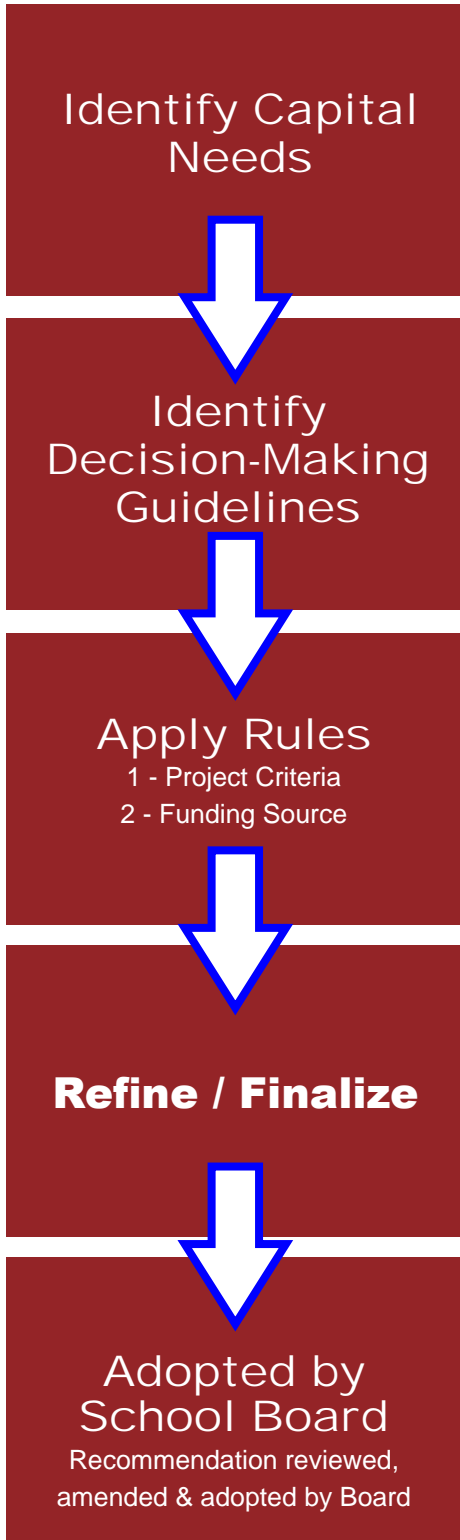 Identify Capital
Needs
Identify
Decision-Making
Guidelines
Apply Rules
1 - Project Criteria
2 - Funding Source
Refine / Finalize
Adopted by
School Board
Recommendation reviewed,
amended & adopted by Board